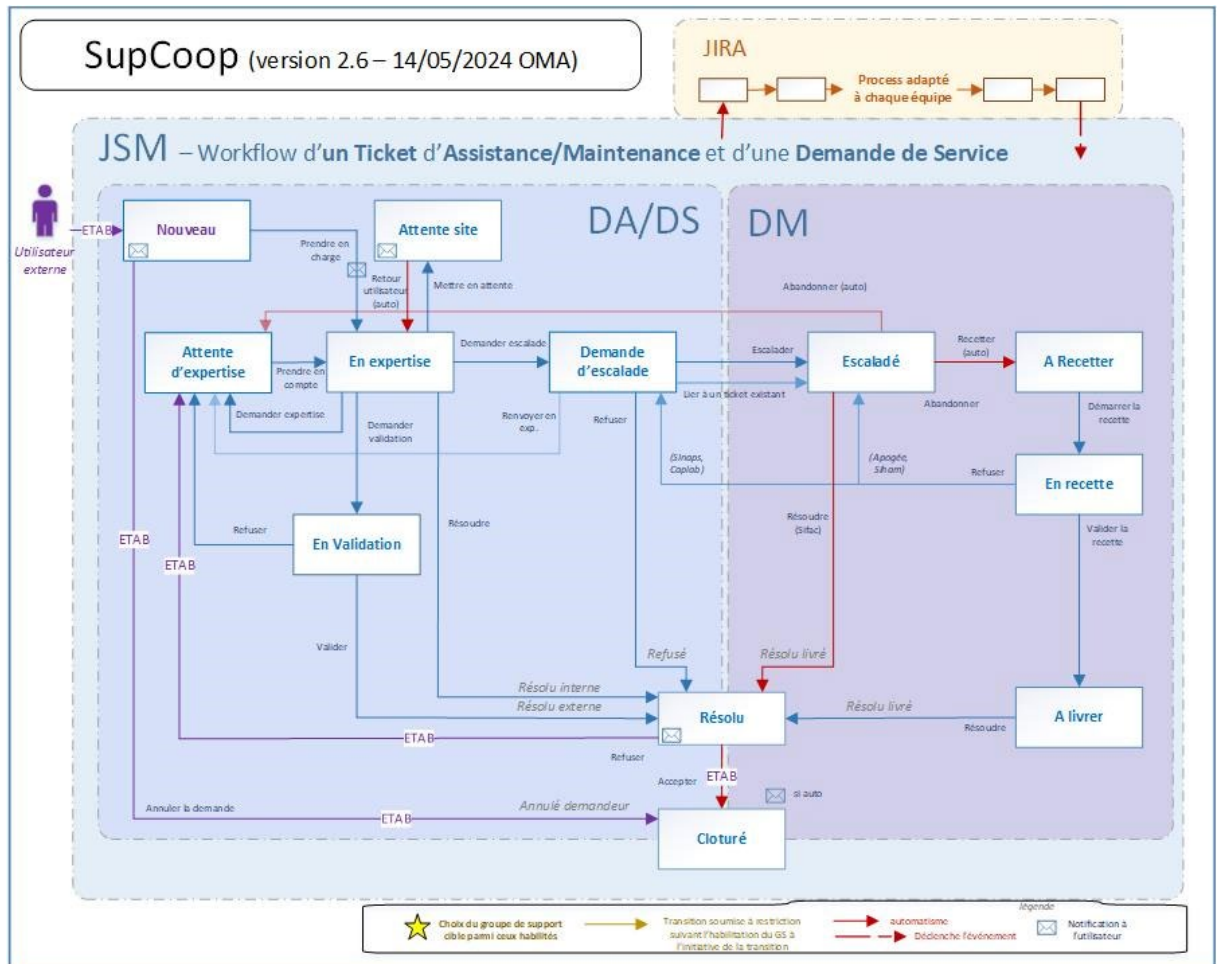 SupCoop (version 2.6 – 14/05/2024 OMA)
JIRA
Process adapté
à chaque équipe
JSM – Workflow d'un Ticket d'Assistance/Maintenance et d'une Demande de Service
DA/DS
DM
Utilisateur
externe
ETAB
Nouveau
Prendre en
charge
Attente site
Retour
utilisateur
(auto)
Mettre en attente
Abandonner (auto)
Attente
d'expertise
Prendre en
compte
En expertise
Demander escalade
Demande
d'escalade
Escalader
Lier à un ticket existant
Escaladé
Recetter
(auto)
A Recetter
Demander expertise
Demander
validation
Renvoyer en
exp.
Refuser
Abandonner
Démarrer la
recette
(Sinaps,
Caplab)
(Apogée,
Siham)
Refuser
En recette
ETAB
ETAB
Refuser
En Validation
Résoudre
Résoudre
(Sifac)
Valider la
recette
Valider
Refusé
Résolu livré
Résolu interne
Résolu externe
Résolu
Résolu livré
Résoudre
A livrer
ETAB
Refuser
Accepter
ETAB
Annuler la demande
ETAB
Annulé demandeur
si auto
Cloturé
légende
Choix du groupe de support
cible parmi ceux habilités
Transition soumise à restriction
suivant l'habilitation du GS à
l'initiative de la transition
automatisme
Déclenche l'événement
Notification à
l'utilisateur